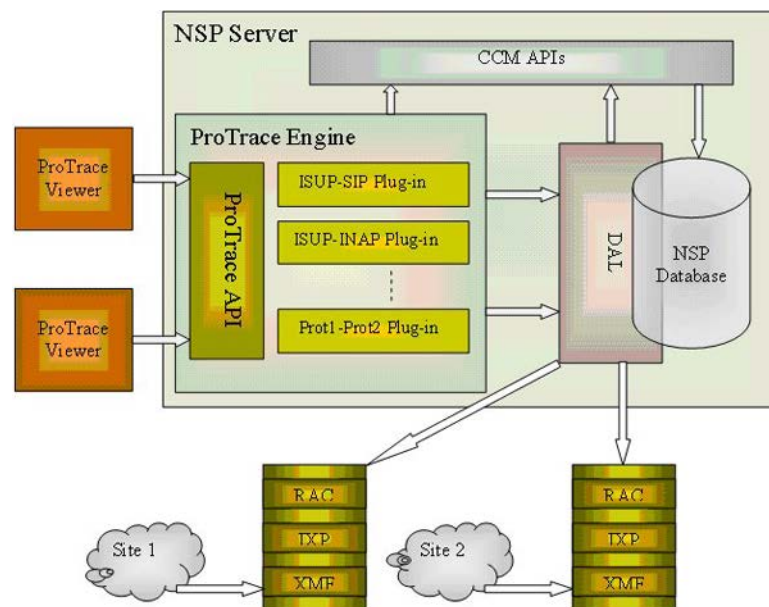 NSP Server
CCM APIs
ProTrace Engine
ProTrace
Viewer
ProTrace API
ISUP-SIP Plug-in
ISUP-INAP Plug-in
Prot1-Prot2 Plug-in
DAL
NSP
Database
ProTrace
Viewer
RAC
IXP
XMF
Site 1
RAC
IXP
XMF
Site 2